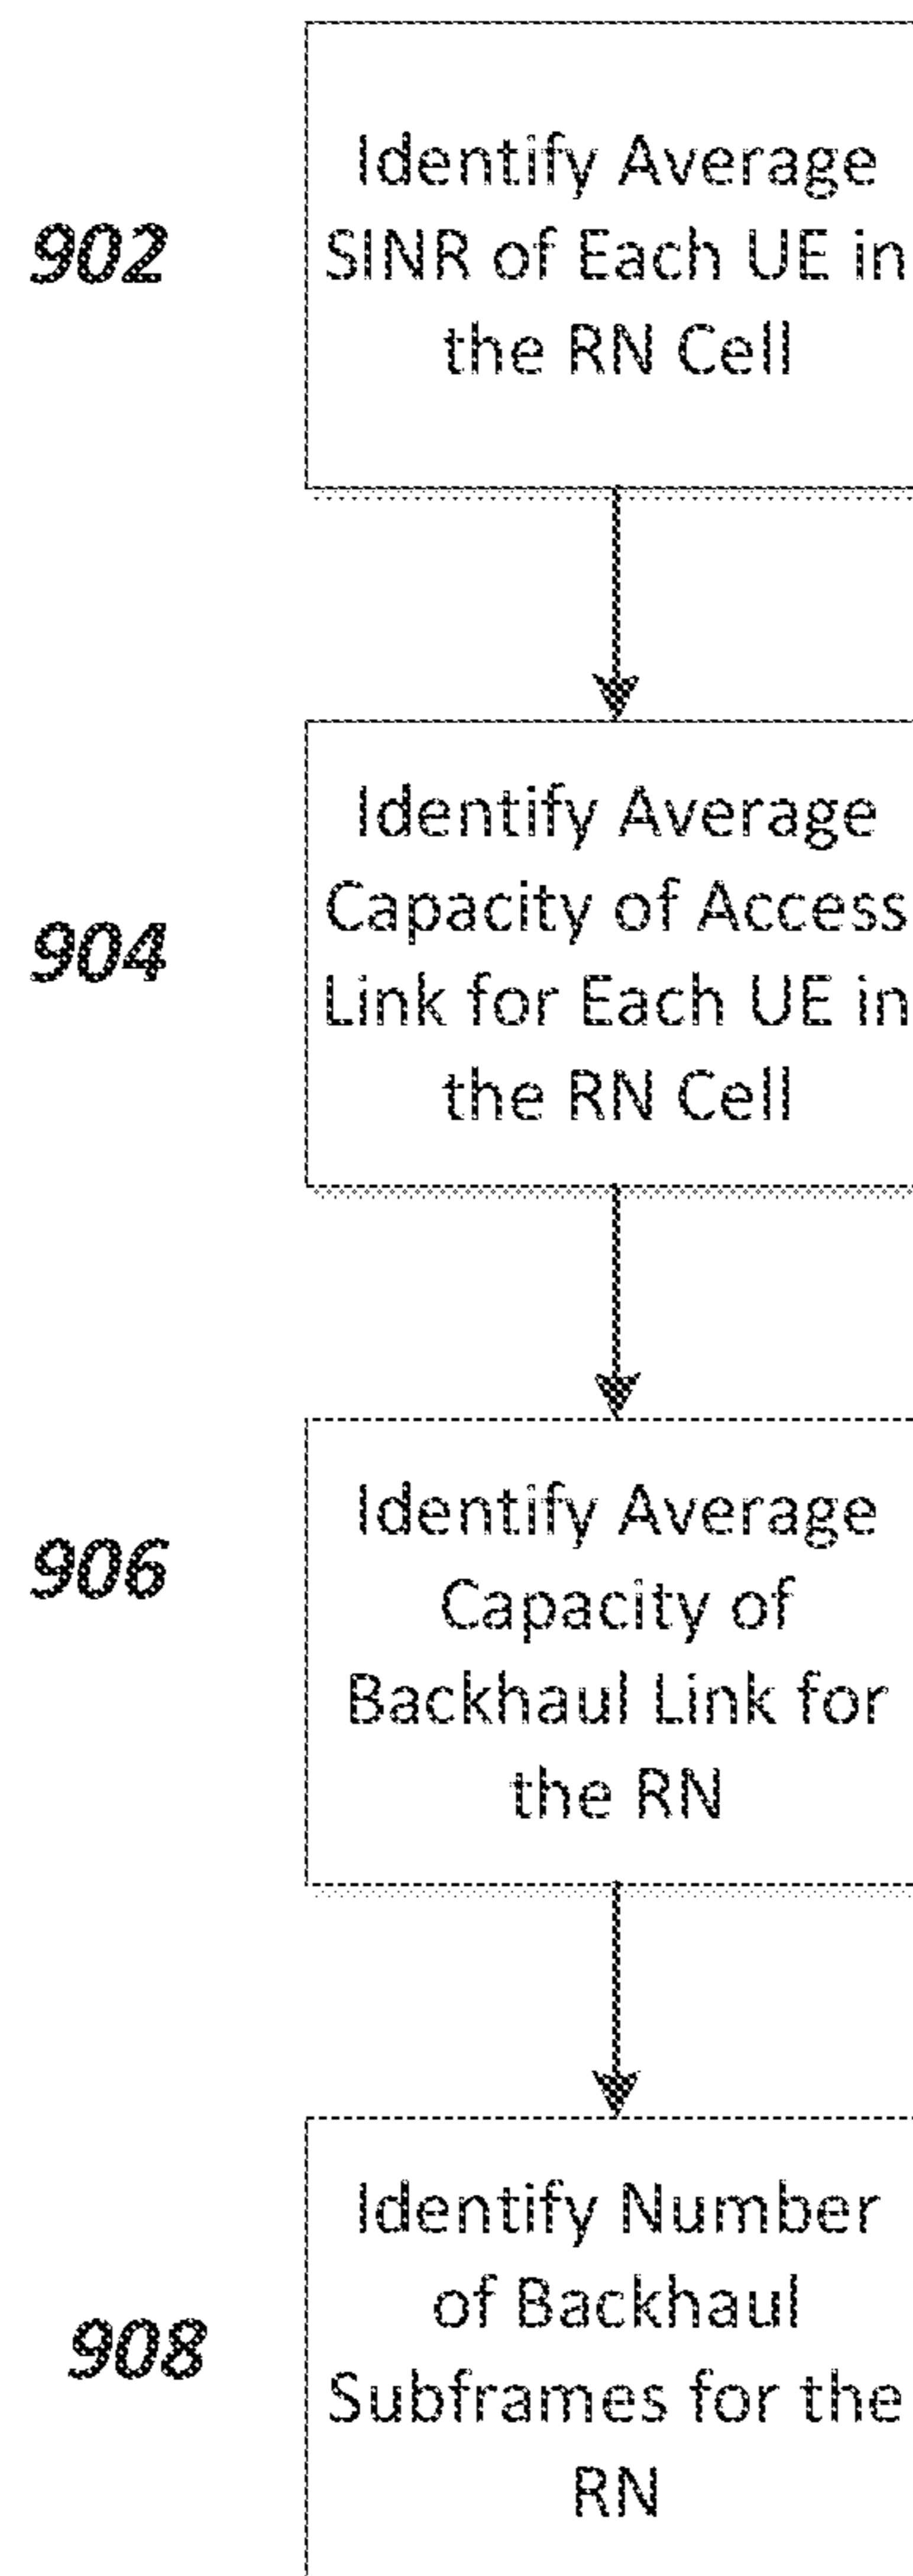 902
Identify Average
SINR of Each UE in
the RN Cell
904
Identify Average
Capacity of Access
Link for Each UE in
the RN Cell
906
Identify Average
Capacity of
Backhaul Link for
the RN
908
Identify Number
of Backhaul
Subframes for the
RN